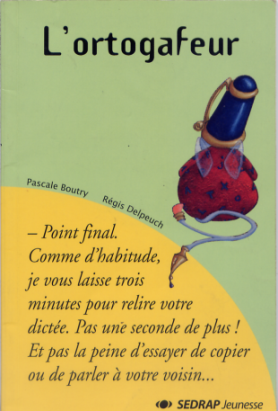 L'ortogafeur
Pascale Boutry Régis Delpeuch
– Point final.
Comme d'habitude,
je vous laisse trois
minutes pour relire votre
dictée. Pas une seconde de plus !
Et pas la peine d'essayer de copier
ou de parler à votre voisin...
SEDRAP Jeunesse